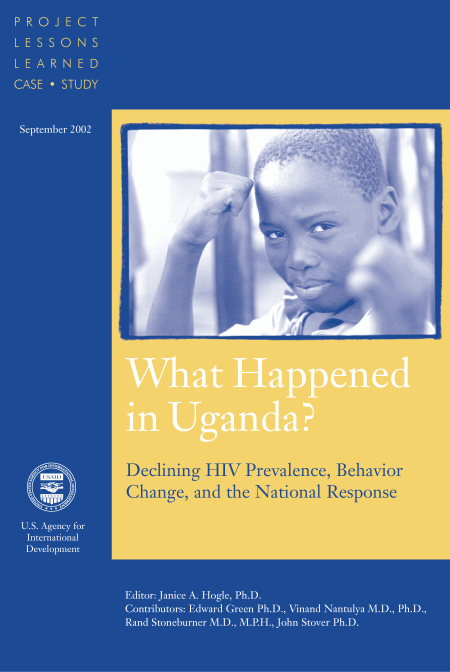 PROJECT
LESSONS
LEARNED
CASE • STUDY
September 2002
What Happened
in Uganda?
Declining HIV Prevalence, Behavior
Change, and the National Response
USAID
U.S. Agency for
International
Development
Editor: Janice A. Hogle, Ph.D.
Contributors: Edward Green Ph.D., Vinand Nantulya M.D., Ph.D.,
Rand Stoneburner M.D., M.P.H., John Stover Ph.D.